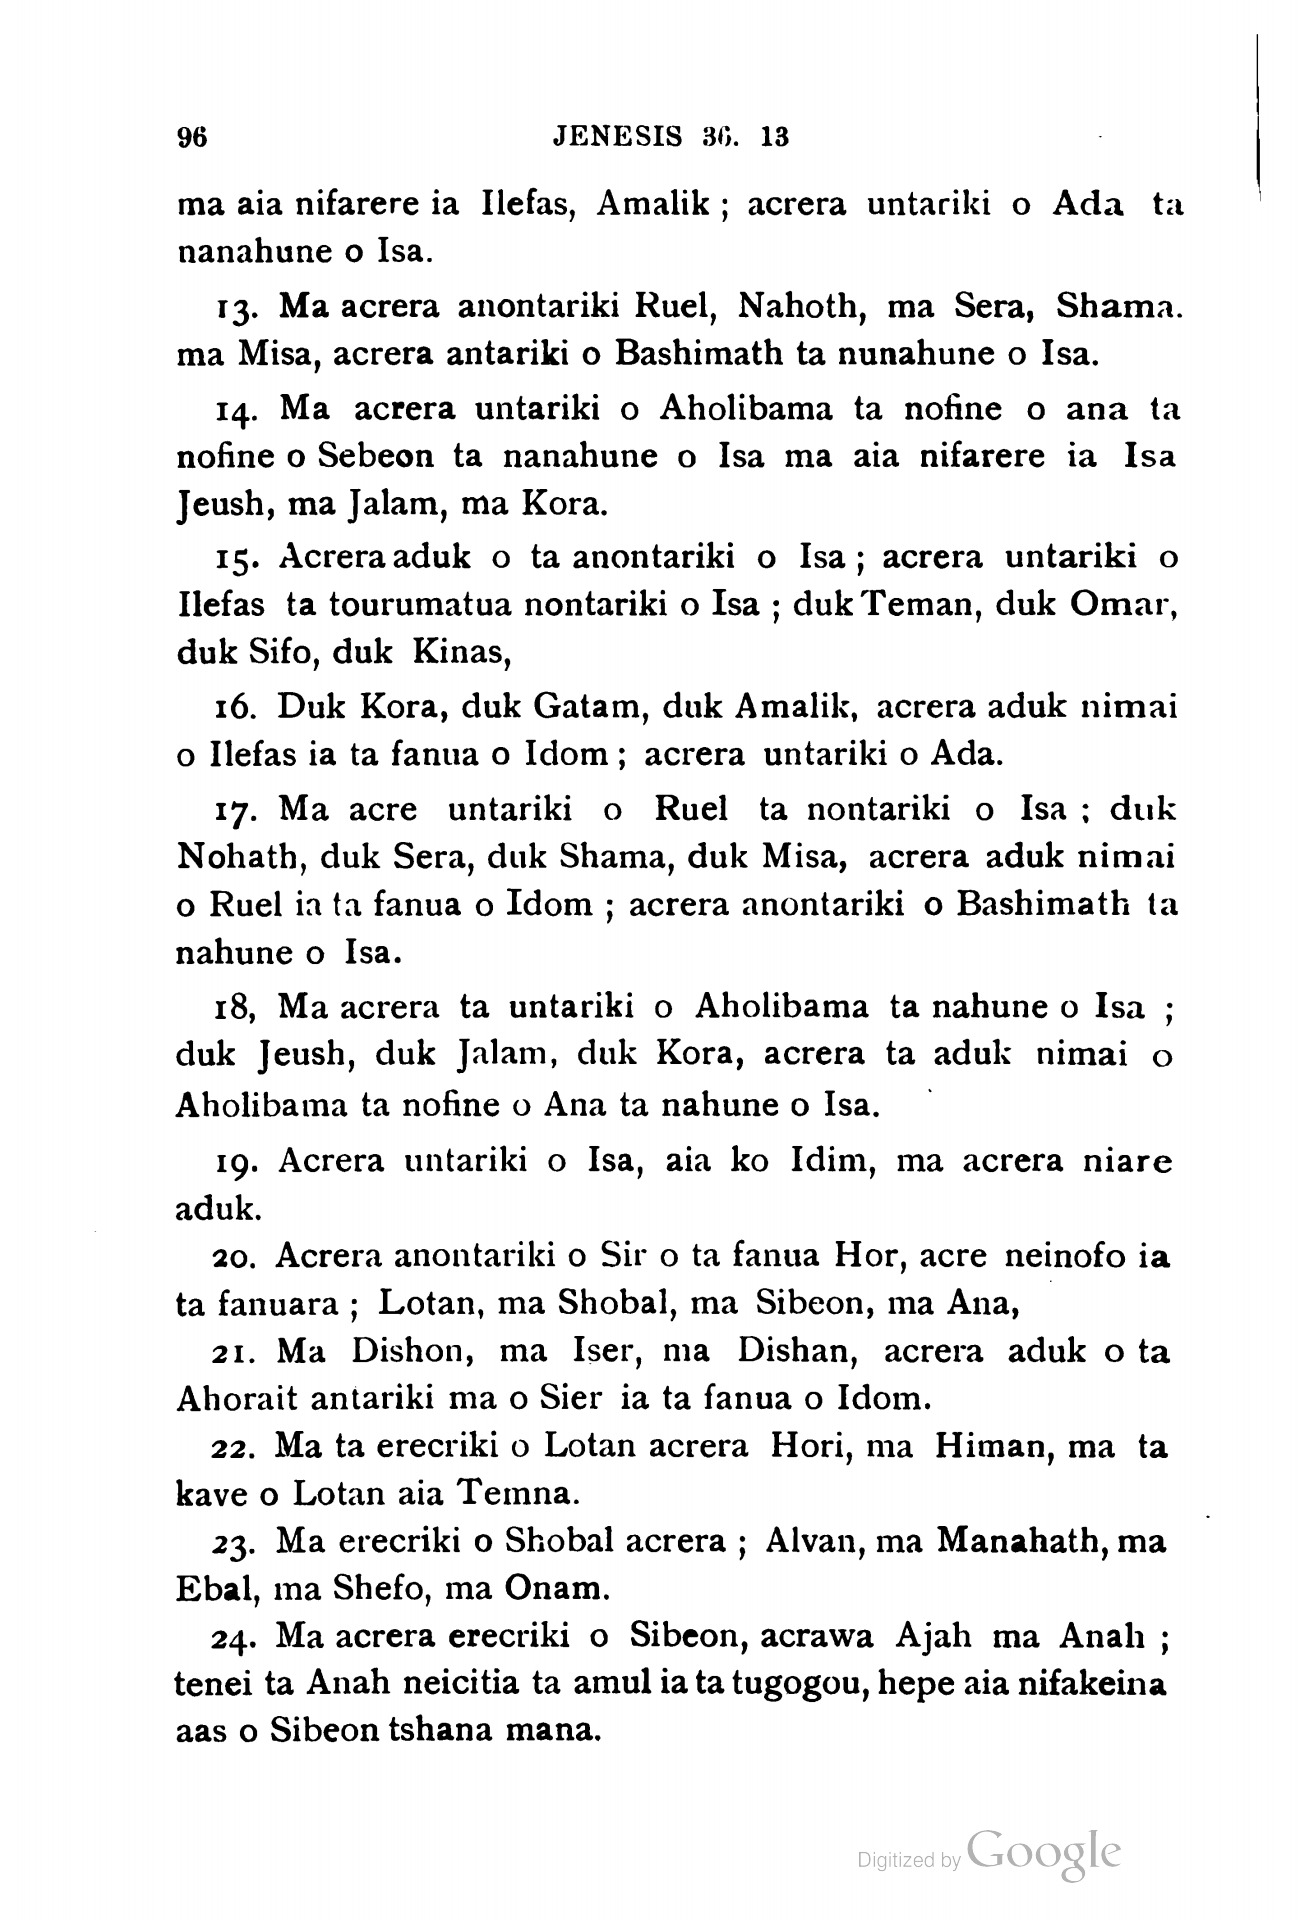 96 JENESIS 36. 13
ma aia nifarere ia Ilefas, Amalik ; acrera untariki o Ada ta
nanahune o Isa.
13. Ma acrera anontariki Ruel, Nahoth, ma Sera, Shama.
ma Misa, acrera antariki o Bashimath ta nunahune o Isa.
14. Ma acrera untariki o Aholibama ta nofine o ana ta
nofine o Sebeon ta nanahune o Isa ma aia nifarere ia Isa
Jeush, ma Jalam, ma Kora.
15. Acrera aduk o ta anontariki o Isa ; acrera untariki o
Ilefas ta tourumatua nontariki o Isa ; duk Teman, duk Omar,
duk Sifo, duk Kinas,
16. Duk Kora, duk Gatam, duk Amalik, acrera aduk nimai
o Ilefas ia ta fanua o Idom ; acrera untariki o Ada.
17. Ma acre untariki o Ruel ta nontariki o Isa ; duk
Nohath, duk Sera, duk Shama, duk Misa, acrera aduk nimai
o Ruel ia ta fanua o Idom ; acrera anontariki o Bashimath ta
nahune o Isa.
18, Ma acrera ta untariki o Aholibama ta nahune o Isa ;
duk Jeush, duk Jalam, duk Kora, acrera ta aduk nimai o
Aholibama ta nofine o Ana ta nahune o Isa.
19. Acrera untariki o Isa, aia ko Idim, ma acrera niare
aduk.
20. Acrera anontariki o Sir o ta fanua Hor, acre neinofo ia
ta fanuara ; Lotan, ma Shobal, ma Sibeon, ma Ana,
21. Ma Dishon, ma Iser, ma Dishan, acrera aduk o ta
Ahorait antariki ma o Sier ia ta fanua o Idom.
22. Ma ta erecriki o Lotan acrera Hori, ma Himan, ma ta
kave o Lotan aia Temna.
23. Ma erecriki o Shobal acrera ; Alvan, ma Manahath, ma
Ebal, ma Shefo, ma Onam.
24. Ma acrera erecriki o Sibeon, acrawa Ajah ma Anah ;
tenei ta Anah neicitia ta amul ia ta tugogou, hepe aia nifakeina
aas o Sibeon tshana mana.
Digitized by Google